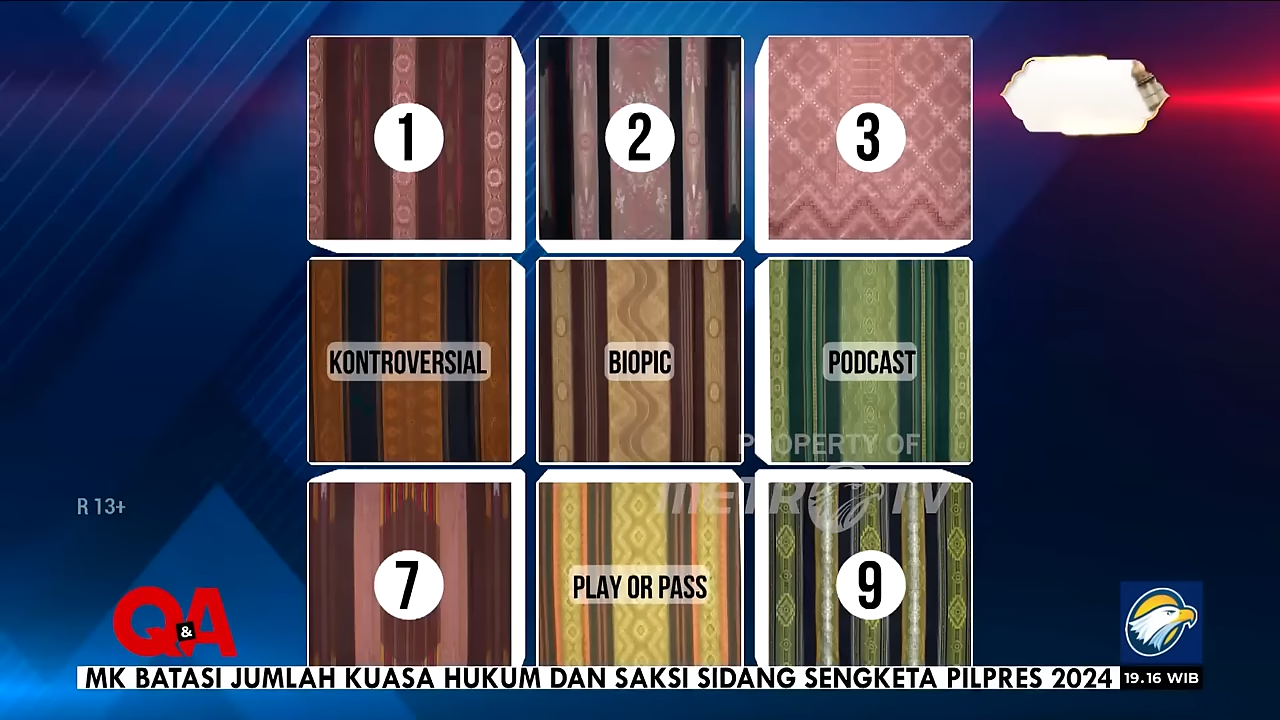 1
2
3
KONTROVERSIAL
BIOPIC
PODCAST
PROPERTY OF
METRO TV
R 13+
7
PLAY OR PASS
9
Q&A
MK BATASI JUMLAH KUASA HUKUM DAN SAKSI SIDANG SENGKETA PILPRES 2024
19.16 WIB